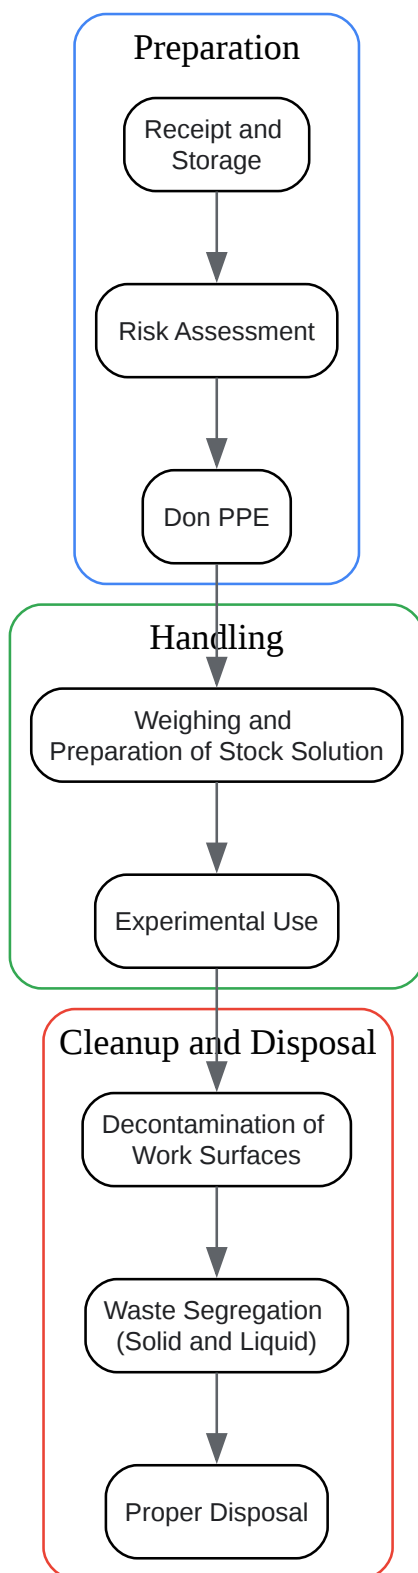 Preparation
Receipt and
Storage
Risk Assessment
Don PPE
Handling
Weighing and
Preparation of Stock Solution
Experimental Use
Cleanup and Disposal
Decontamination of
Work Surfaces
Waste Segregation
(Solid and Liquid)
Proper Disposal